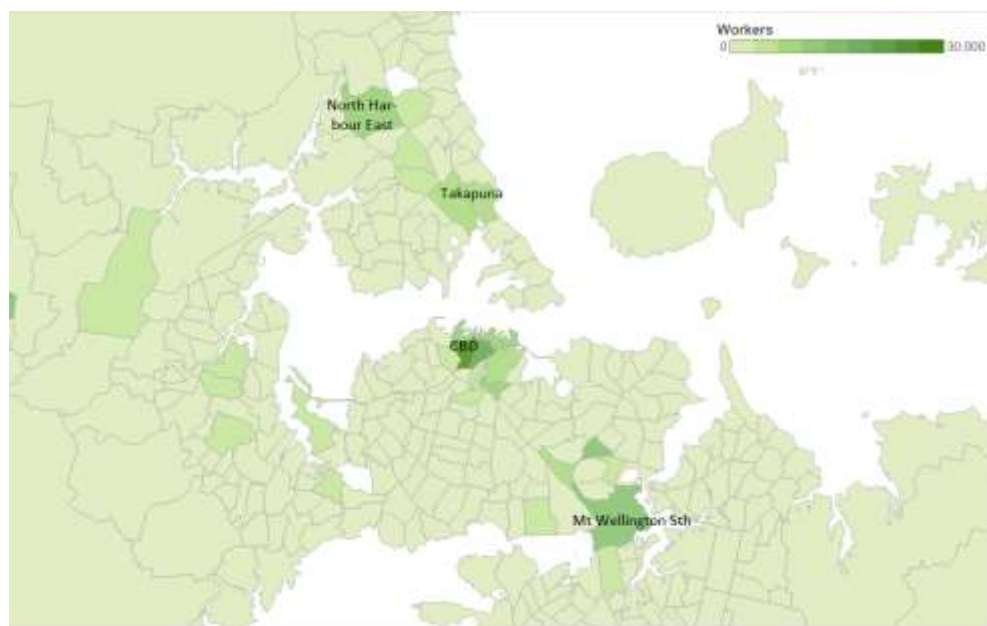 Workers
0 30.000
North Har-
bour East
Takapuna
CBD
Mt Wellington Sth